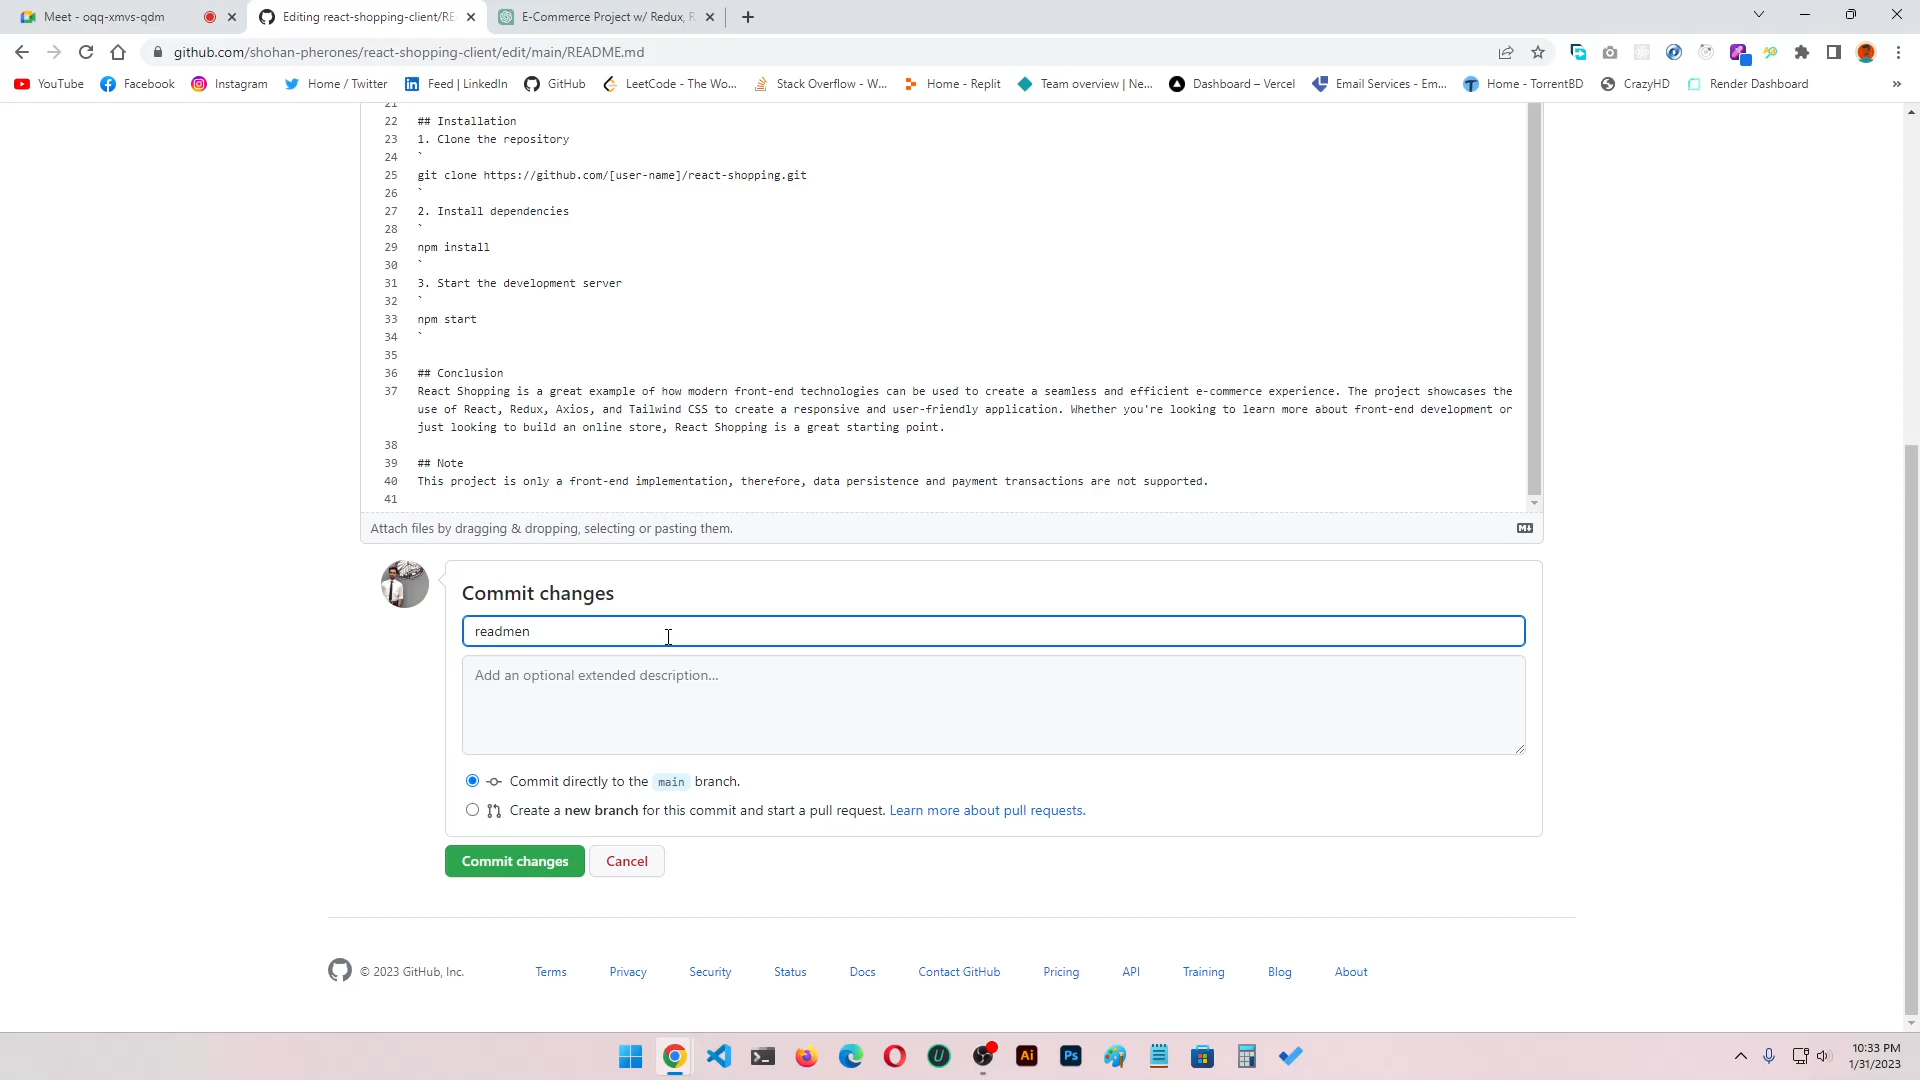 Meet - oqq-xmvs-qdm
Editing react-shopping-client/RE
E-Commerce Project w/ Redux, R
github.com/shohan-pherones/react-shopping-client/edit/main/README.md
YouTube
Facebook
Instagram
Home / Twitter
Feed | LinkedIn
GitHub
LeetCode - The Wo...
Stack Overflow - W...
Home - Replit
Team overview | Ne...
Dashboard – Vercel
Email Services - Em...
Home - TorrentBD
CrazyHD
Render Dashboard
»
21
22 ## Installation
23 1. Clone the repository
24 `
25 git clone https://github.com/[user-name]/react-shopping.git
26 `
27 2. Install dependencies
28 `
29 npm install
30 `
31 3. Start the development server
32 `
33 npm start
34 `
35
36 ## Conclusion
37 React Shopping is a great example of how modern front-end technologies can be used to create a seamless and efficient e-commerce experience. The project showcases the
use of React, Redux, Axios, and Tailwind CSS to create a responsive and user-friendly application. Whether you're looking to learn more about front-end development or
just looking to build an online store, React Shopping is a great starting point.
38
39 ## Note
40 This project is only a front-end implementation, therefore, data persistence and payment transactions are not supported.
41
Attach files by dragging & dropping, selecting or pasting them.
Commit changes
readmen
Add an optional extended description...
Commit directly to the main branch.
Create a new branch for this commit and start a pull request. Learn more about pull requests.
Commit changes
Cancel
© 2023 GitHub, Inc.
Terms
Privacy
Security
Status
Docs
Contact GitHub
Pricing
API
Training
Blog
About
Ai
Ps
10:33 PM
1/31/2023